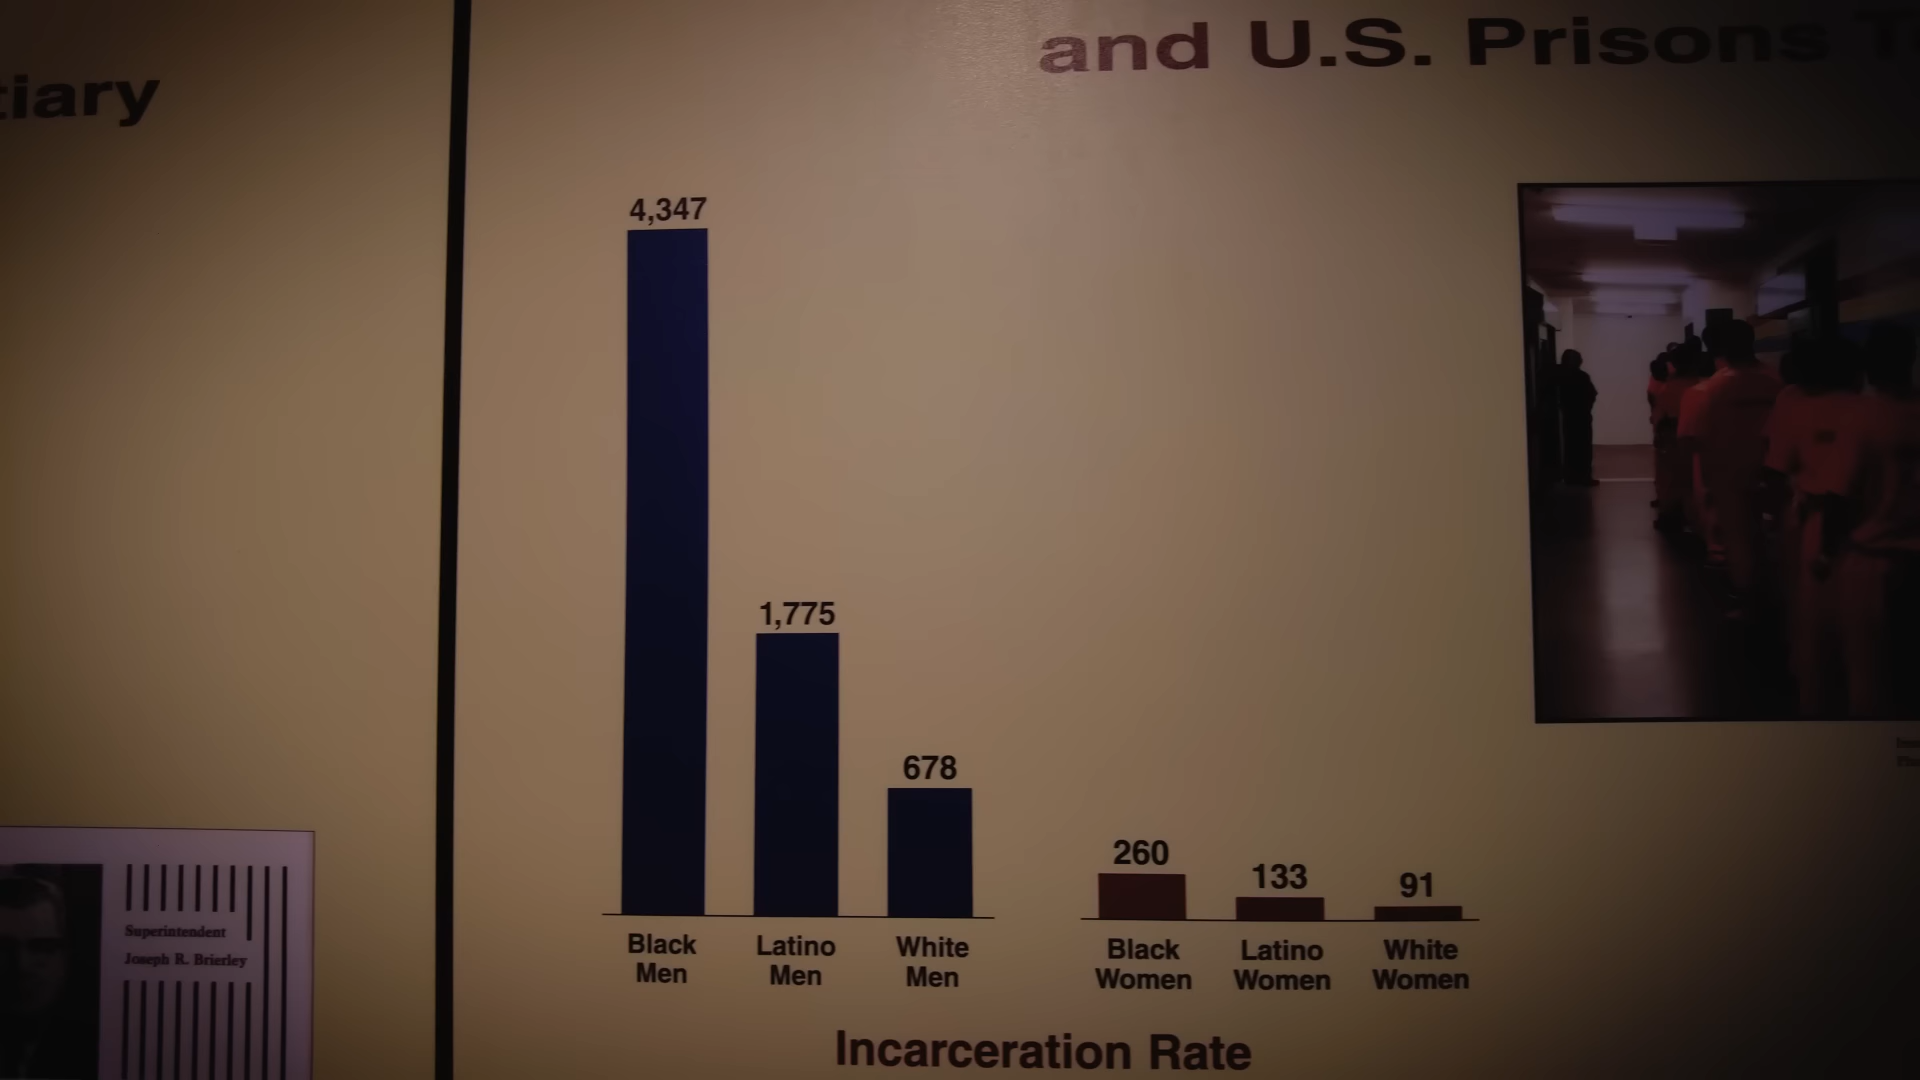 tiary
and U.S. Prisons
4,347
1,775
678
260
133
91
Black
Men
Latino
Men
White
Men
Black
Women
Latino
Women
White
Women
Incarceration Rate
Superintendent
Joseph R. Brierley